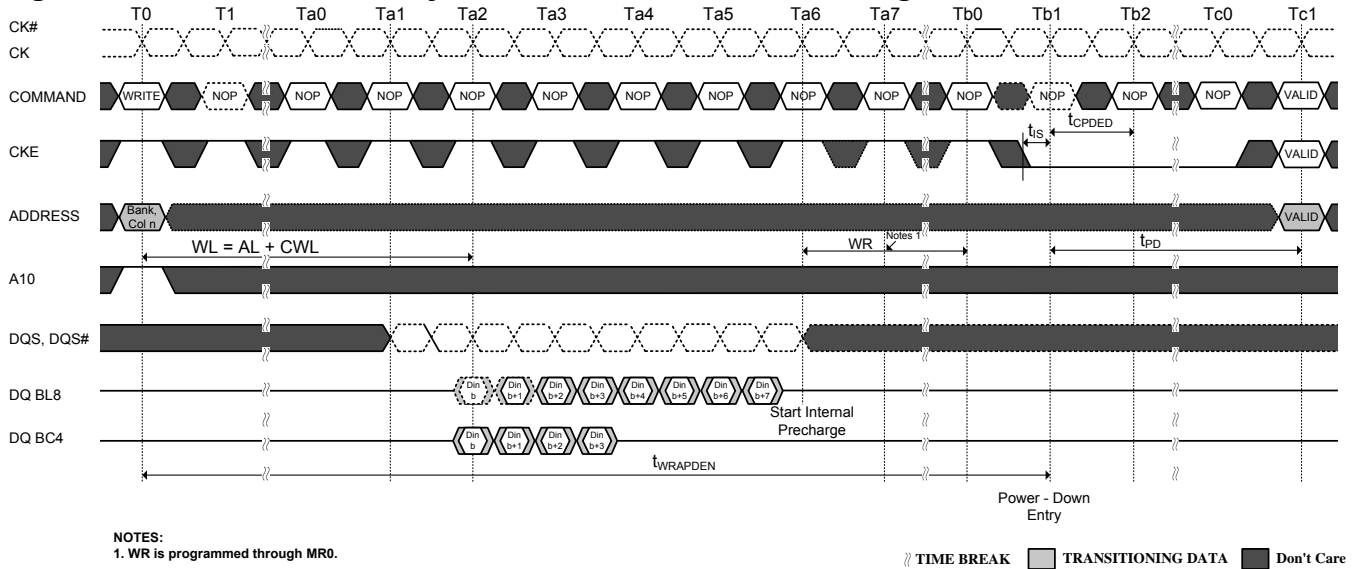 T0 T1 Ta0 Ta1 Ta2 Ta3 Ta4 Ta5 Ta6 Ta7 Tb0 Tb1 Tb2 Tc0 Tc1
CK#
CK
COMMAND WRITE NOP NOP NOP NOP NOP NOP NOP NOP NOP NOP NOP NOP NOP VALID
tIS tCPDED
CKE VALID
ADDRESS Bank, Col n VALID
WL = AL + CWL WR Notes 1 tPD
A10
DQS, DQS#
DQ BL8 Din b Din b+1 Din b+2 Din b+3 Din b+4 Din b+5 Din b+6 Din b+7
Start Internal
Precharge
DQ BC4 Din b Din b+1 Din b+2 Din b+3
tWRAPDEN
Power - Down
Entry
NOTES:
1. WR is programmed through MR0.
TIME BREAK TRANSITIONING DATA Don't Care